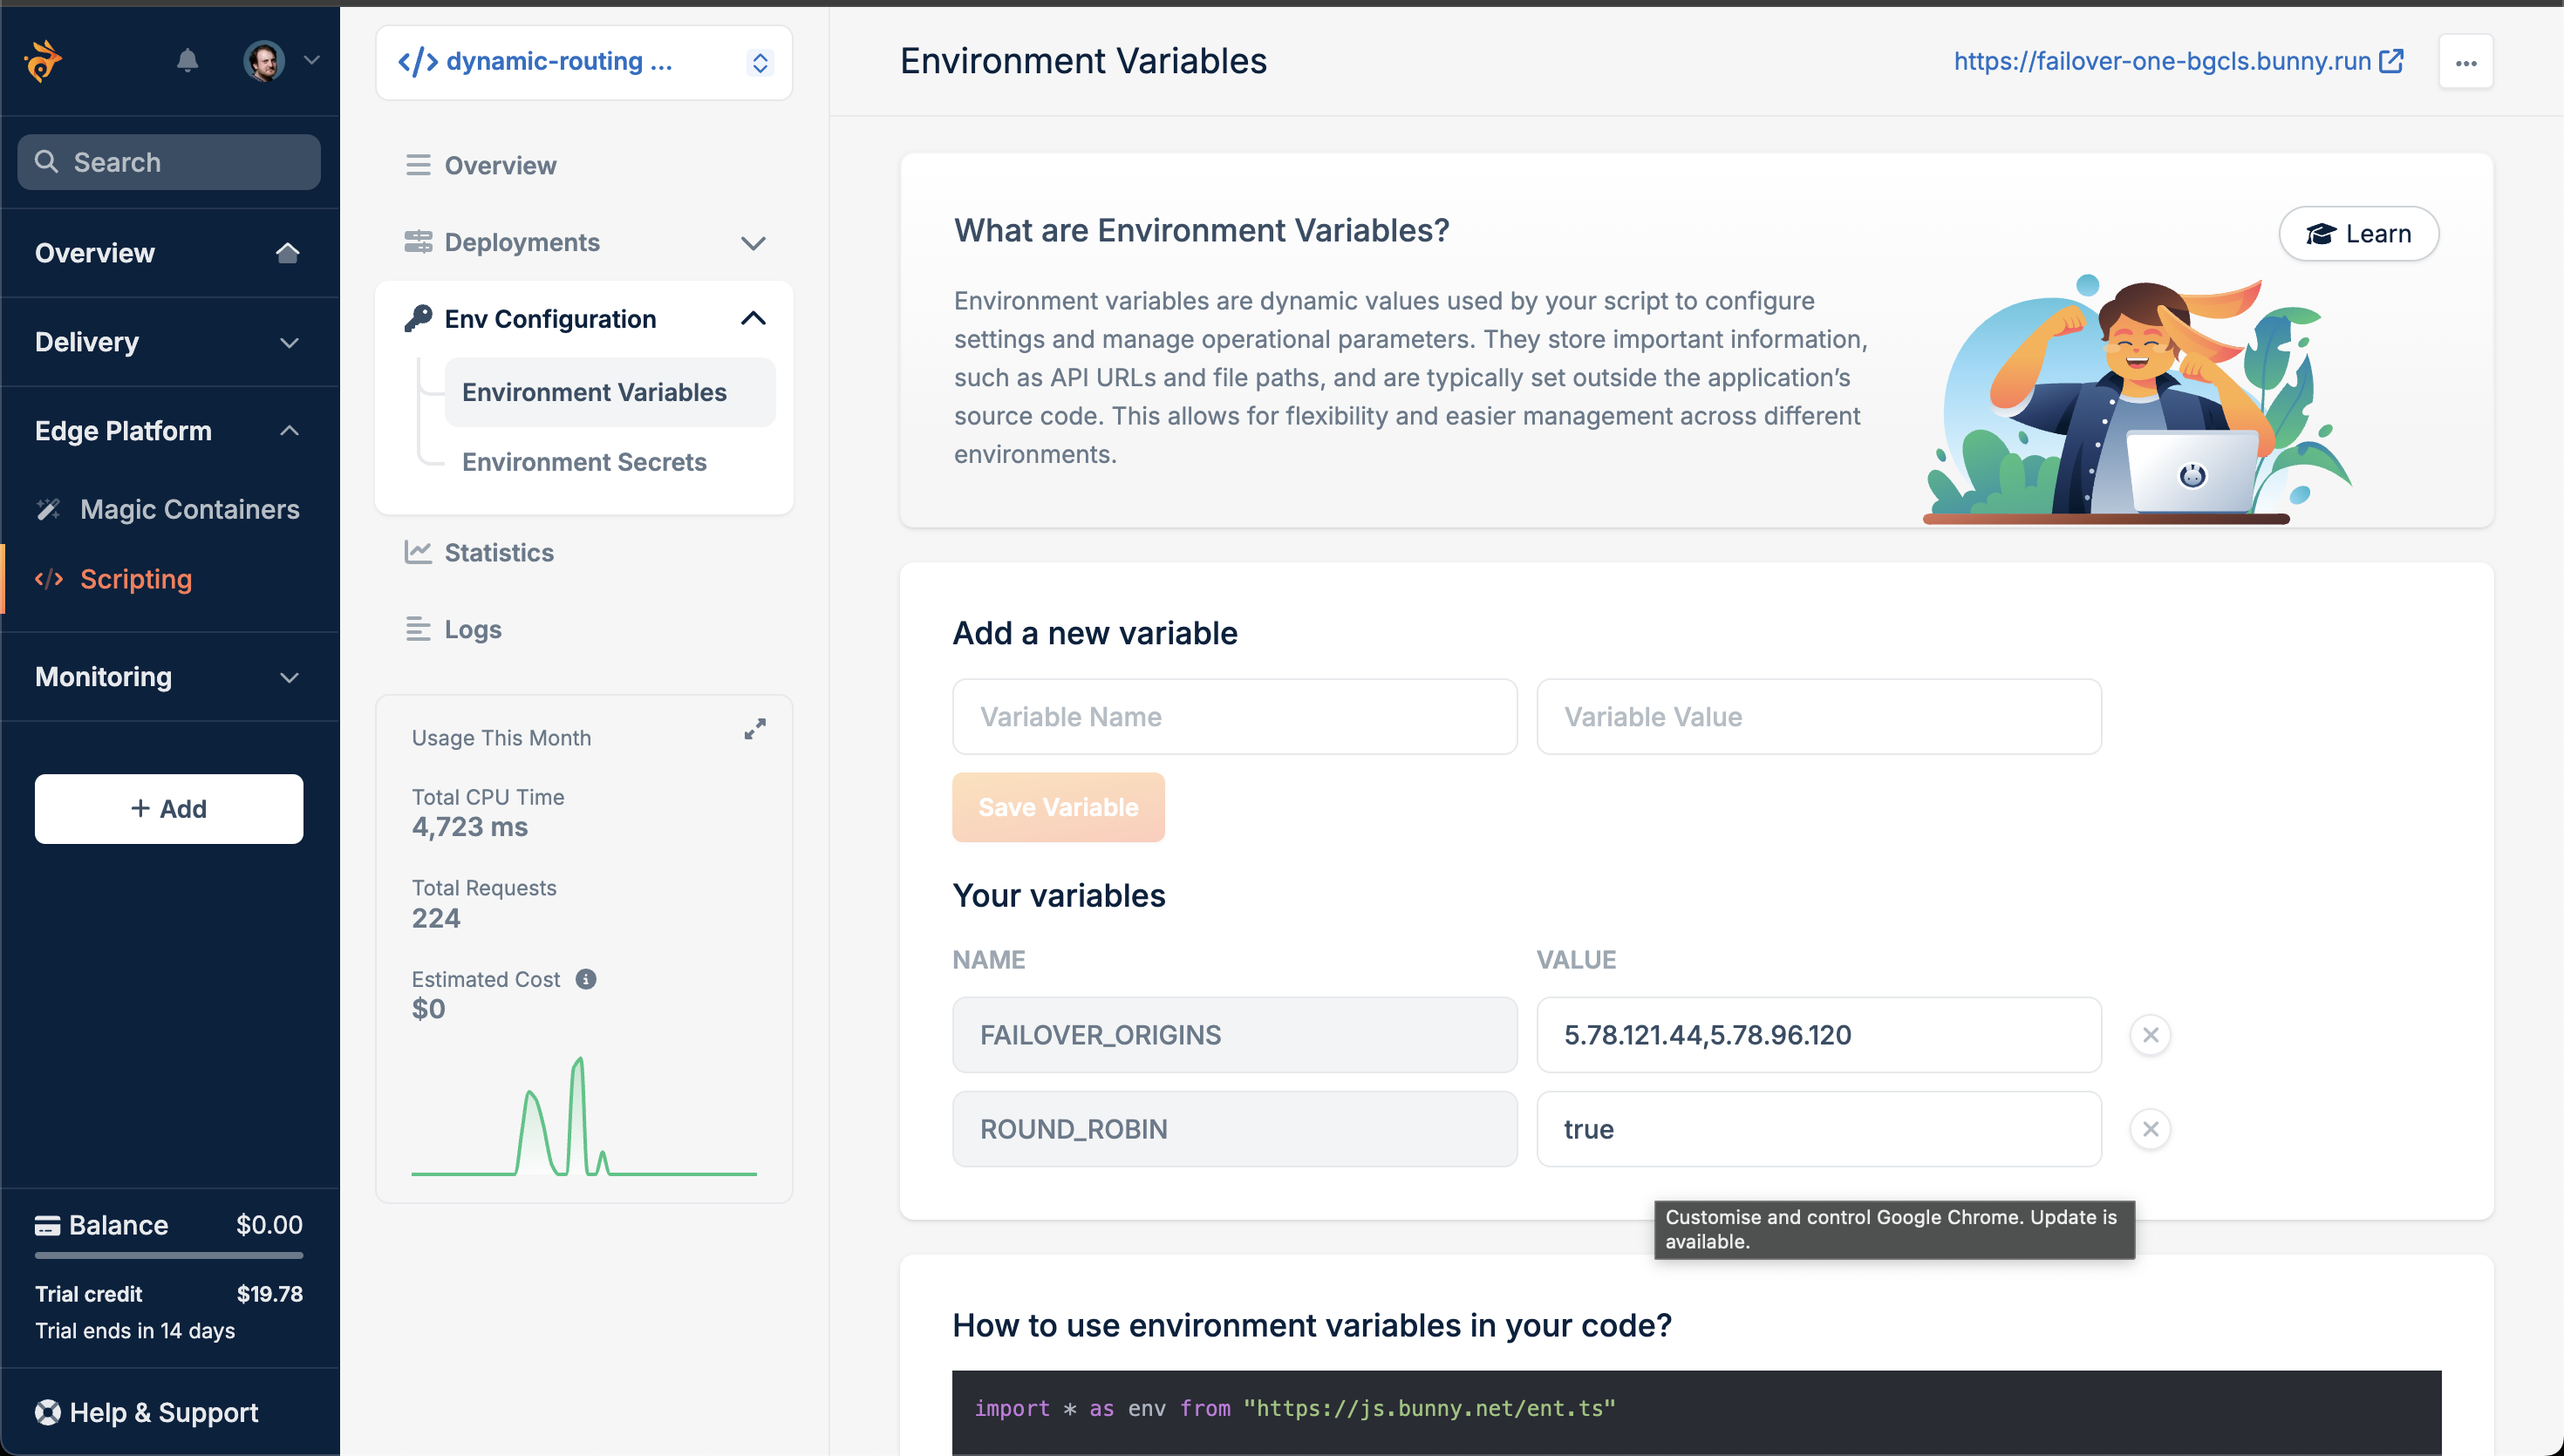 Search
Overview
Delivery
Edge Platform
Magic Containers
Scripting
Monitoring
+ Add
Balance $0.00
Trial credit $19.78
Trial ends in 14 days
Help & Support
dynamic-routing ...
Overview
Deployments
Env Configuration
Environment Variables
Environment Secrets
Statistics
Logs
Usage This Month
Total CPU Time
4,723 ms
Total Requests
224
Estimated Cost
$0
Environment Variables
https://failover-one-bgcls.bunny.run
What are Environment Variables?
Learn
Environment variables are dynamic values used by your script to configure
settings and manage operational parameters. They store important information,
such as API URLs and file paths, and are typically set outside the application’s
source code. This allows for flexibility and easier management across different
environments.
Add a new variable
Variable Name Variable Value
Save Variable
Your variables
NAME VALUE
FAILOVER_ORIGINS 5.78.121.44,5.78.96.120
ROUND_ROBIN true
Customise and control Google Chrome. Update is
available.
How to use environment variables in your code?
import * as env from "https://js.bunny.net/ent.ts"